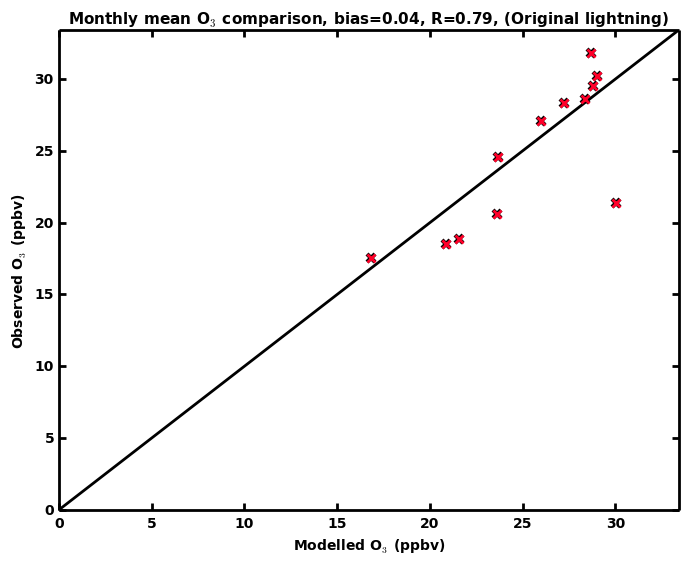 Monthly mean O₃ comparison, bias=0.04, R=0.79, (Original lightning)
30
25
20
15
10
5
0
Observed O₃ (ppbv)
0 5 10 15 20 25 30
Modelled O₃ (ppbv)